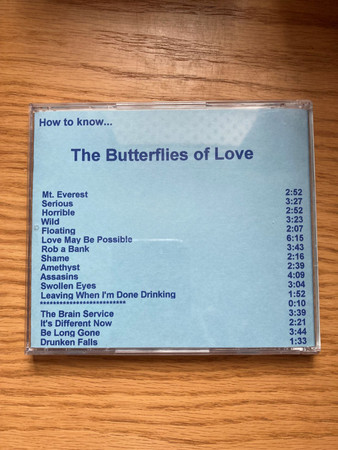 How to know...
The Butterflies of Love
Mt. Everest 2:52
Serious 3:27
Horrible 2:52
Wild 3:23
Floating 2:07
Love May Be Possible 6:15
Rob a Bank 3:43
Shame 2:16
Amethyst 2:39
Assasins 4:09
Swollen Eyes 3:04
Leaving When I'm Done Drinking 1:52
************************** 0:10
The Brain Service 3:39
It's Different Now 2:21
Be Long Gone 3:44
Drunken Falls 1:33